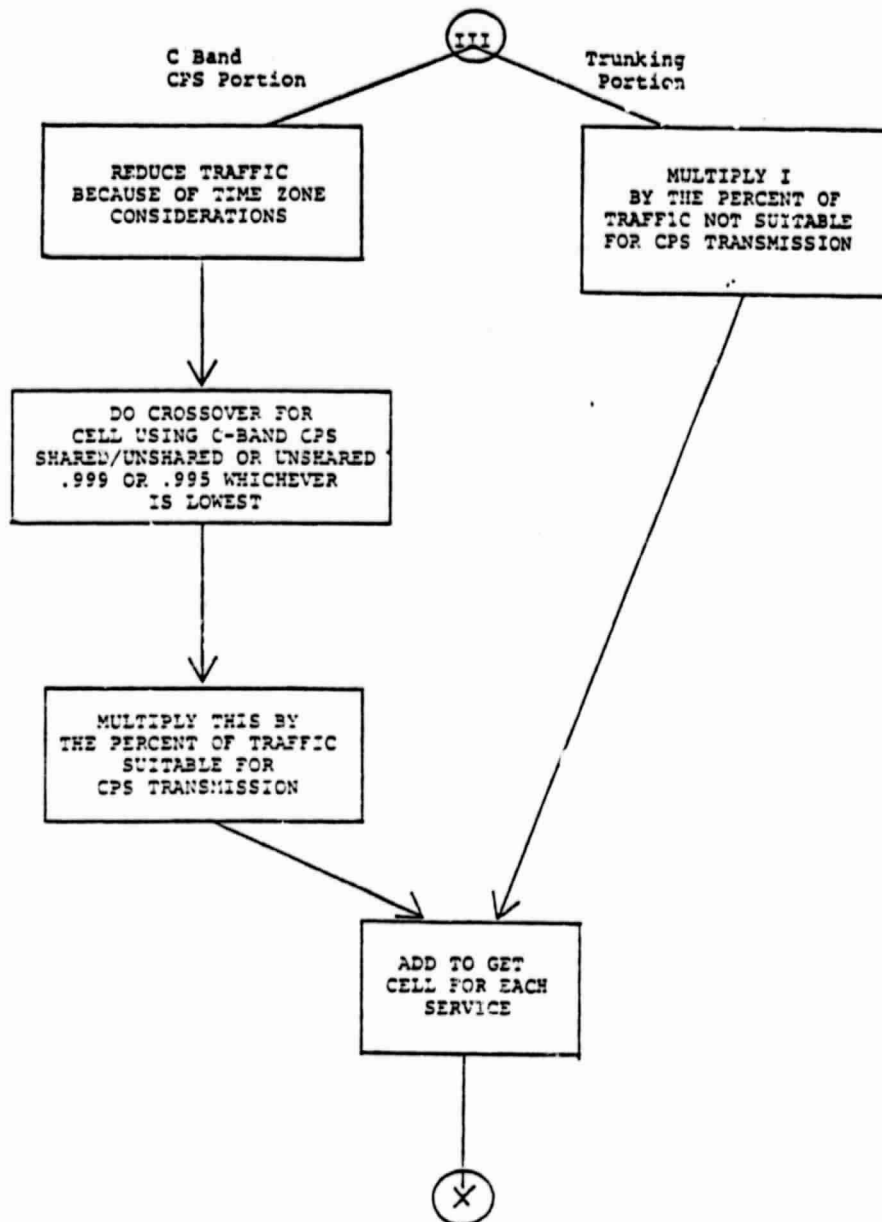 III
C Band
CPS Portion
Trunking
Portion
REDUCE TRAFFIC
BECAUSE OF TIME ZONE
CONSIDERATIONS
MULTIPLY I
BY THE PERCENT OF
TRAFFIC NOT SUITABLE
FOR CPS TRANSMISSION
DO CROSSOVER FOR
CELL USING C-BAND CPS
SHARED/UNSHARED OR UNSHARED
.999 OR .995 WHICHEVER
IS LOWEST
MULTIPLY THIS BY
THE PERCENT OF TRAFFIC
SUITABLE FOR
CPS TRANSMISSION
ADD TO GET
CELL FOR EACH
SERVICE
X